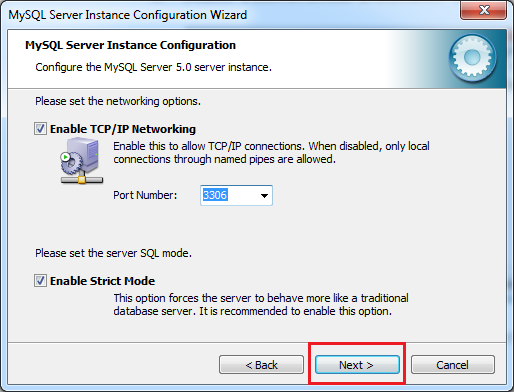 MySQL Server Instance Configuration Wizard
MySQL Server Instance Configuration
Configure the MySQL Server 5.0 server instance.
Please set the networking options.
Enable TCP/IP Networking
Enable this to allow TCP/IP connections. When disabled, only local
connections through named pipes are allowed.
Port Number: 3306
Please set the server SQL mode.
Enable Strict Mode
This option forces the server to behave more like a traditional
database server. It is recommended to enable this option.
< Back Next > Cancel